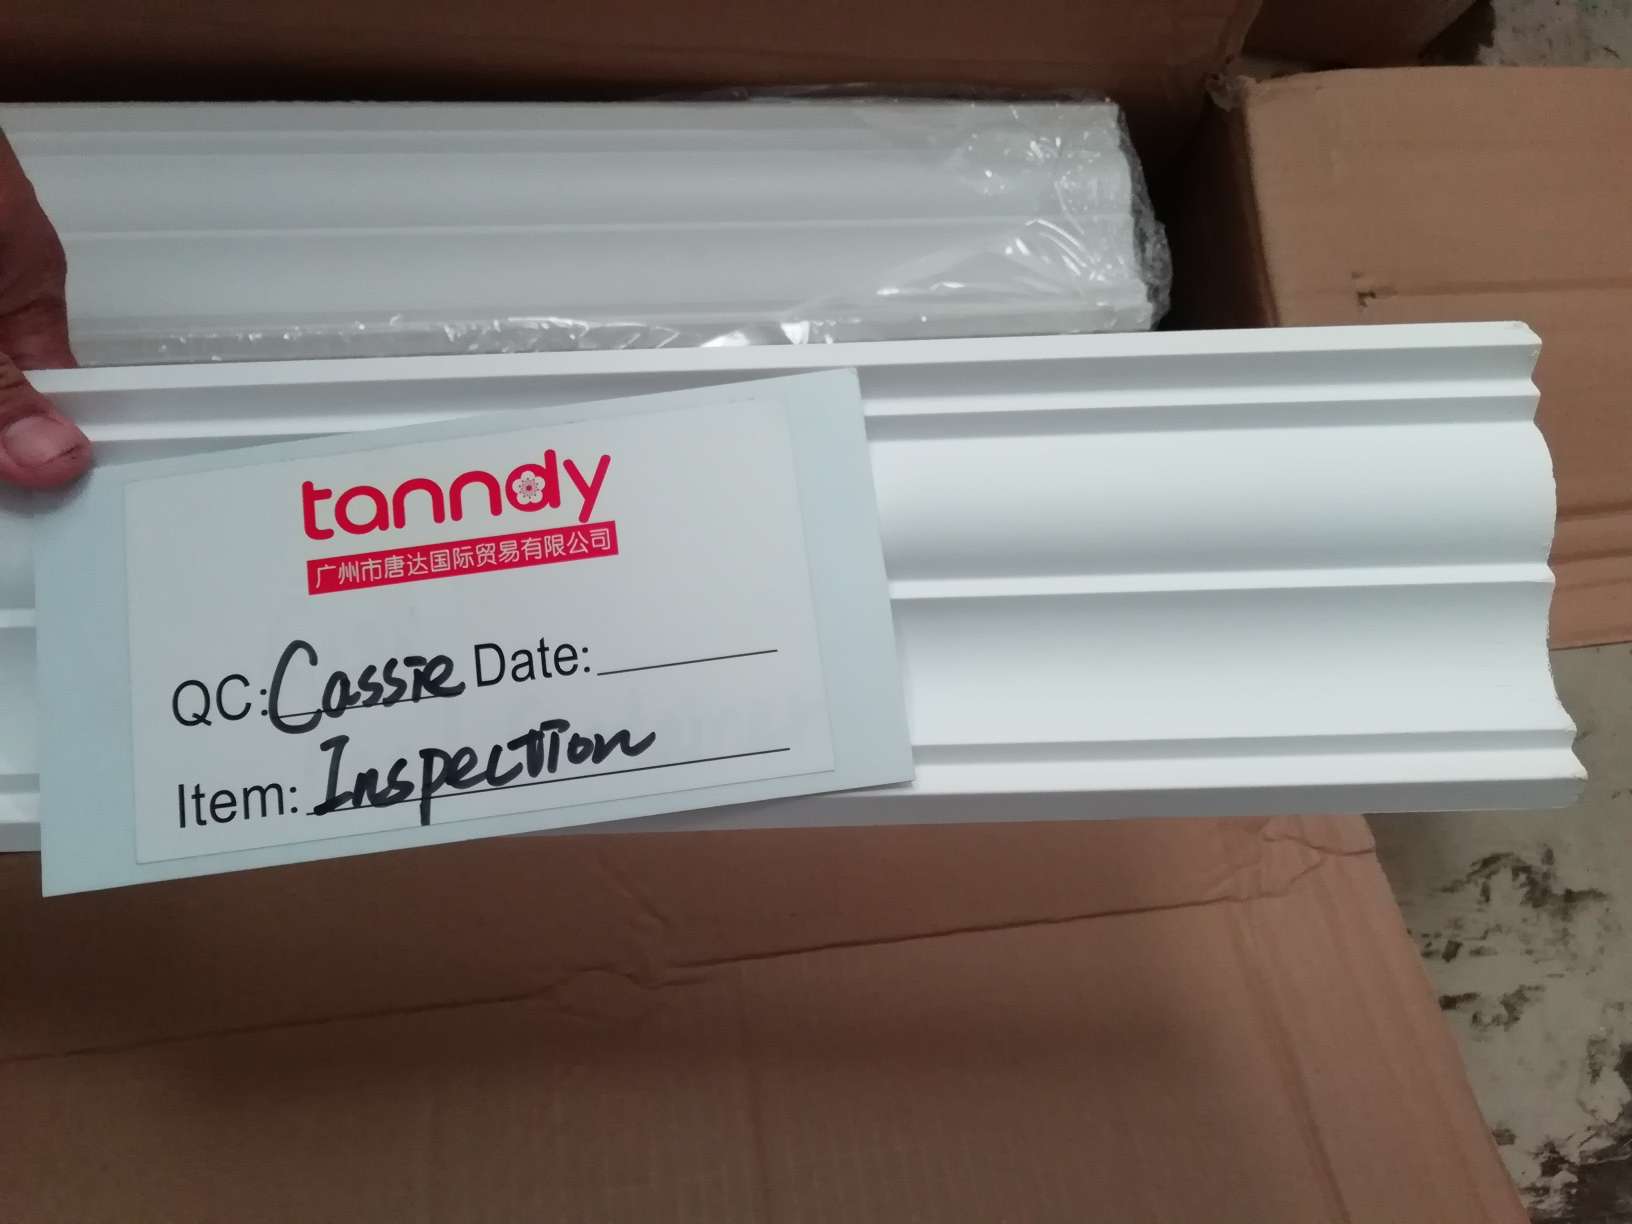 tanndy
广州市唐达国际贸易有限公司
QC: Cassie Date:
Item: Inspection